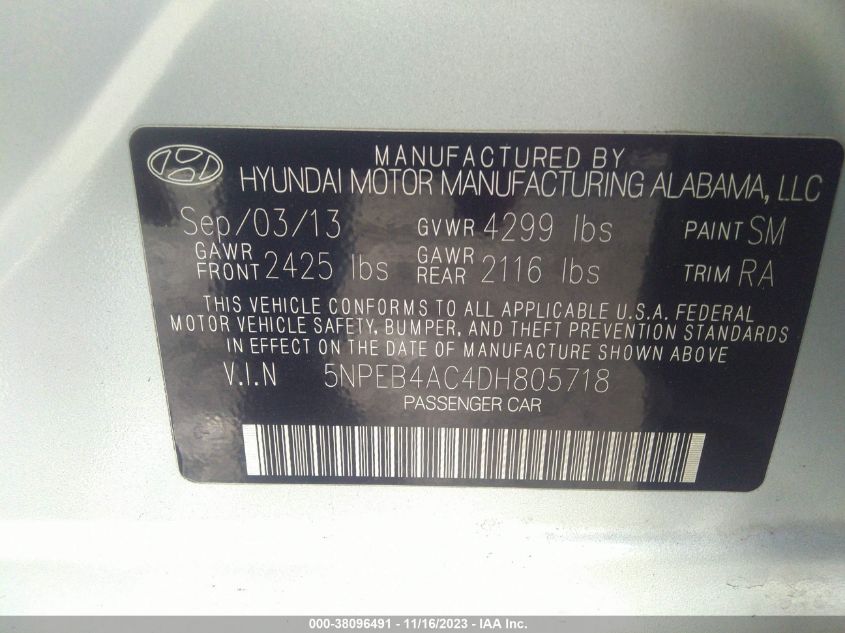 MANUFACTURED BY
HYUNDAI MOTOR MANUFACTURING ALABAMA, LLC
Sep/03/13 GVWR 4299 lbs PAINT SM
GAWR FRONT 2425 lbs GAWR REAR 2116 lbs TRIM RA
THIS VEHICLE CONFORMS TO ALL APPLICABLE U.S.A. FEDERAL
MOTOR VEHICLE SAFETY, BUMPER, AND THEFT PREVENTION STANDARDS
IN EFFECT ON THE DATE OF MANUFACTURE SHOWN ABOVE
V.I.N 5NPEB4AC4DH805718
PASSENGER CAR
000-38096491 - 11/16/2023 - IAA Inc.